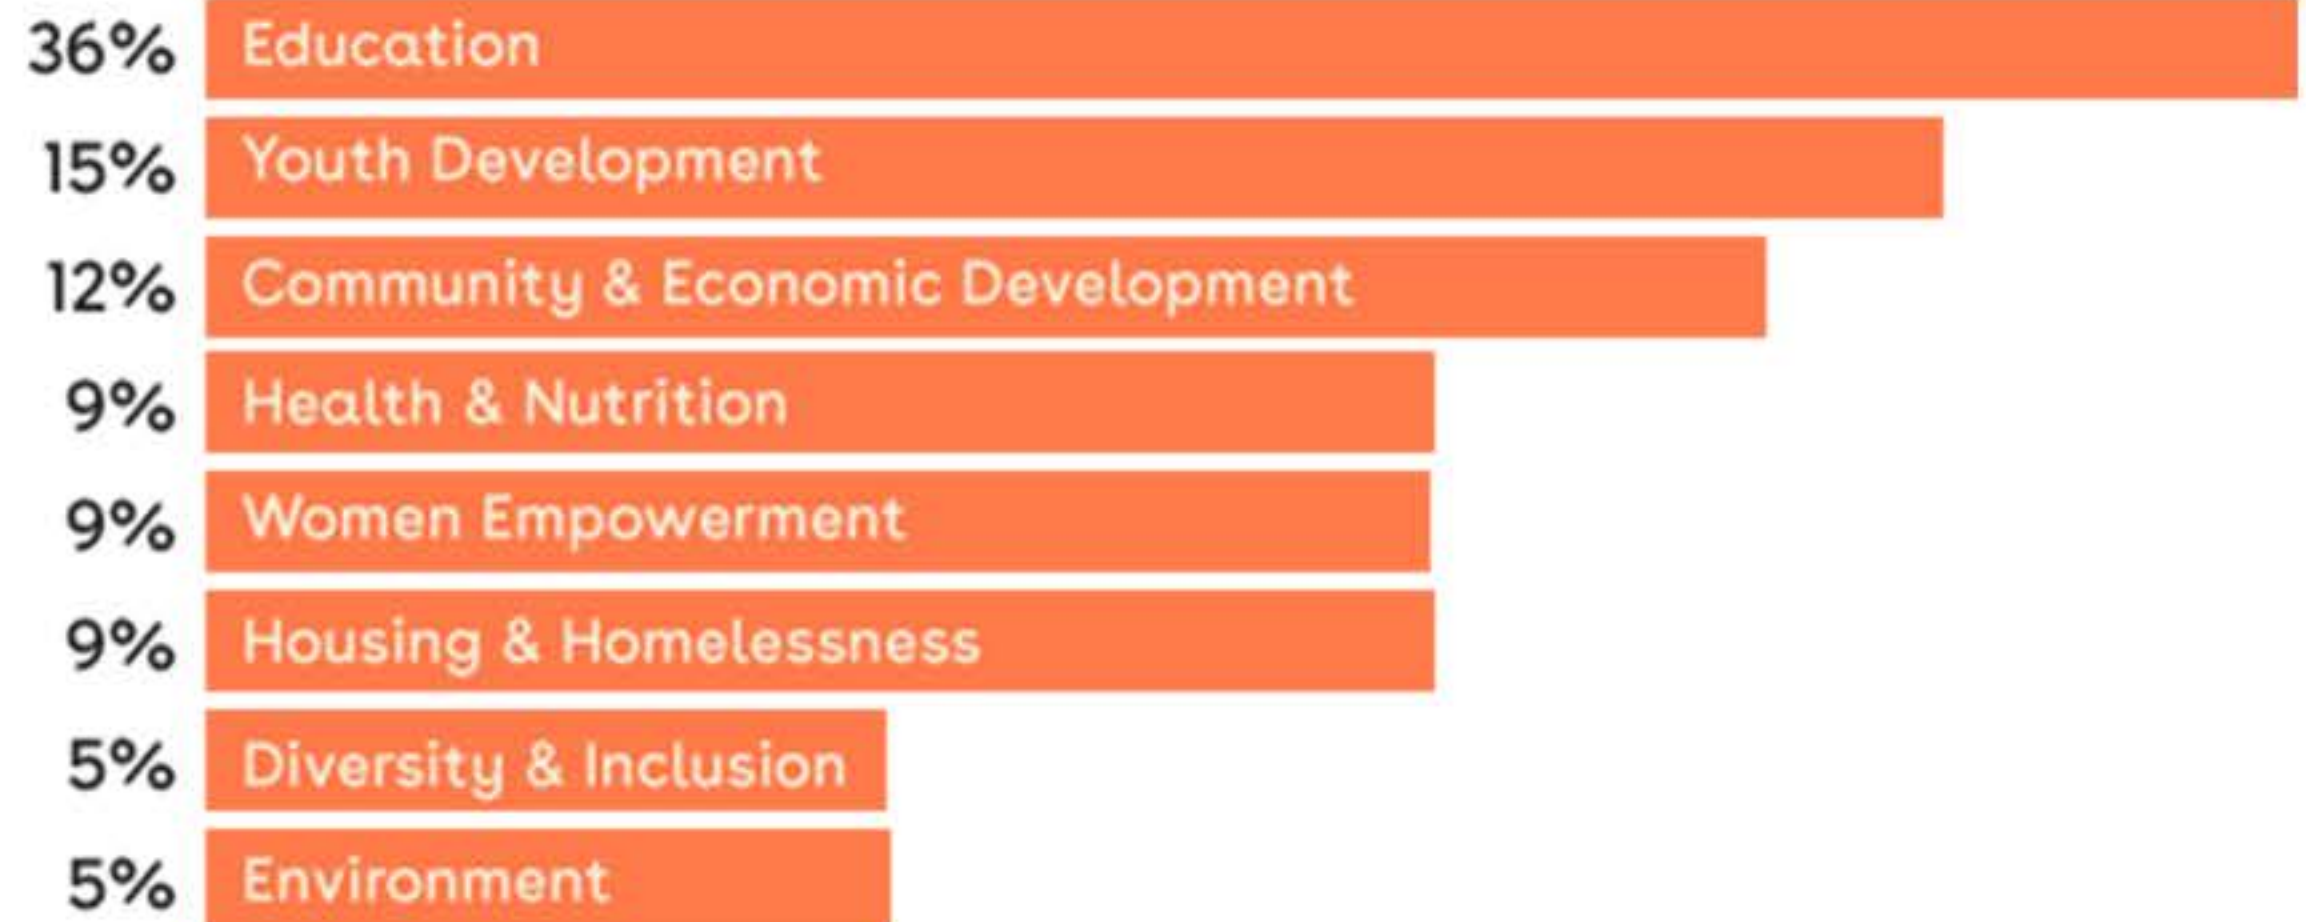 36% Education
15% Youth Development
12% Community & Economic Development
9% Health & Nutrition
9% Women Empowerment
9% Housing & Homelessness
5% Diversity & Inclusion
5% Environment